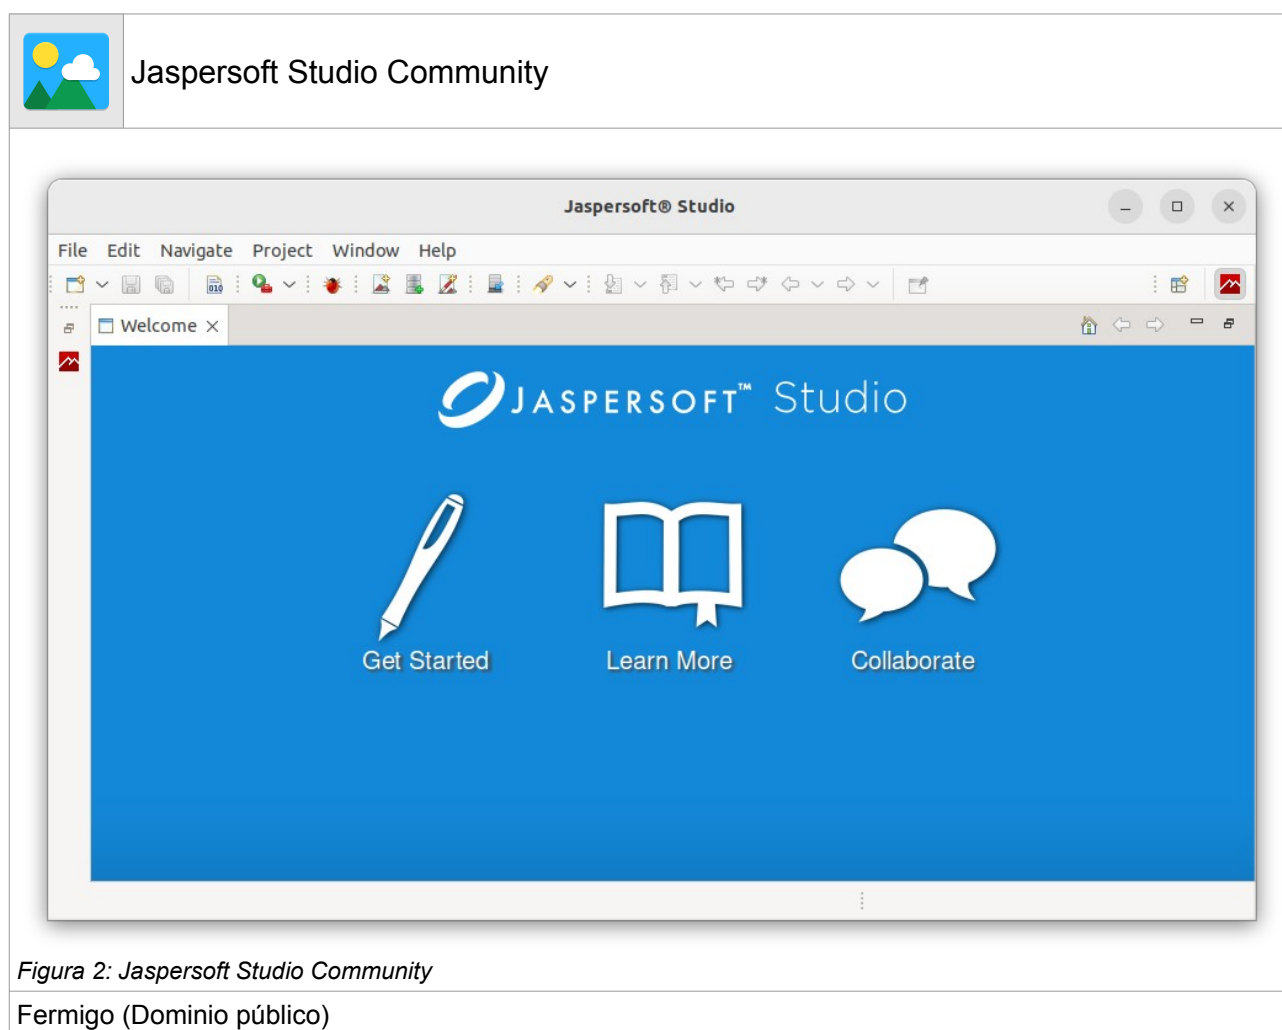 Jaspersoft Studio Community
Jaspersoft® Studio
File Edit Navigate Project Window Help
010
Welcome
JASPERSOFT™ Studio
Get Started
Learn More
Collaborate
Figura 2: Jaspersoft Studio Community
Fermigo (Dominio público)